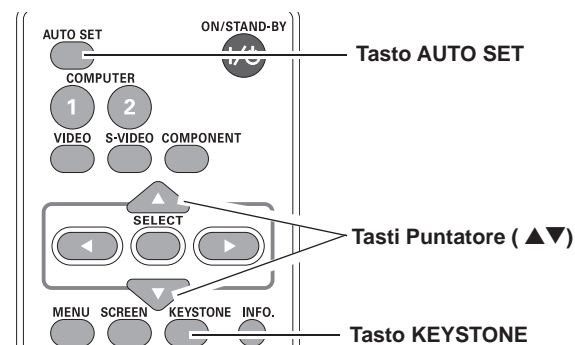 AUTO SET
ON/STAND-BY
Tasto AUTO SET
COMPUTER
1 2
VIDEO S-VIDEO COMPONENT
SELECT
Tasti Puntatore ( ▲▼)
MENU SCREEN KEYSTONE INFO.
Tasto KEYSTONE